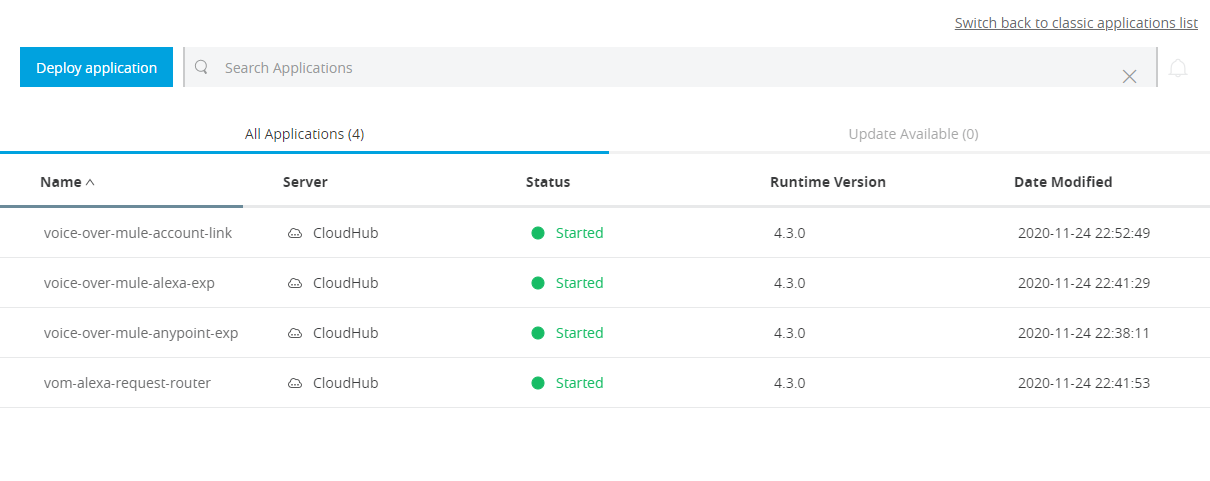 Switch back to classic applications list
Deploy application Search Applications
All Applications (4) Update Available (0)
Name Server Status Runtime Version Date Modified
voice-over-mule-account-link CloudHub Started 4.3.0 2020-11-24 22:52:49
voice-over-mule-alexa-exp CloudHub Started 4.3.0 2020-11-24 22:41:29
voice-over-mule-anypoint-exp CloudHub Started 4.3.0 2020-11-24 22:38:11
vom-alexa-request-router CloudHub Started 4.3.0 2020-11-24 22:41:53